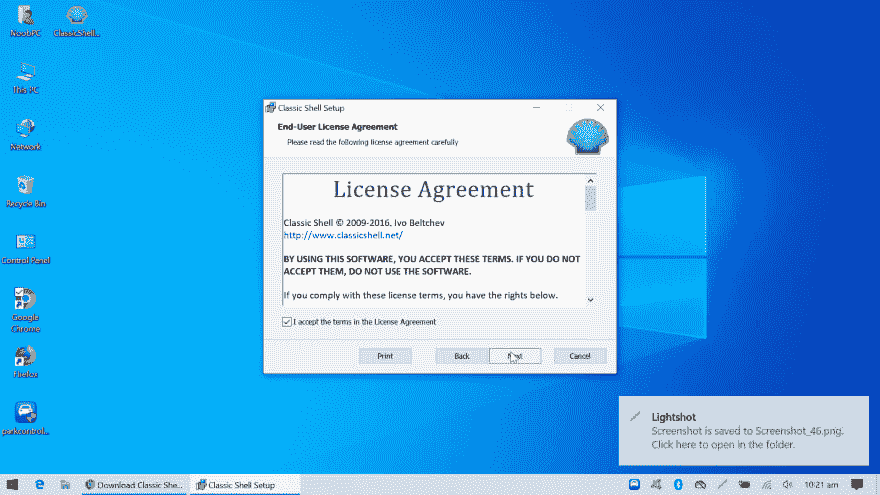 NoobPC
ClassicShell...
This PC
Network
Recycle Bin
Control Panel
Google
Chrome
Firefox
parkcontrol...
Classic Shell Setup
End-User License Agreement
Please read the following license agreement carefully
License Agreement
Classic Shell © 2009-2016, Ivo Beltchev
http://www.classicshell.net/
BY USING THIS SOFTWARE, YOU ACCEPT THESE TERMS. IF YOU DO NOT
ACCEPT THEM, DO NOT USE THE SOFTWARE.
If you comply with these license terms, you have the rights below.
I accept the terms in the License Agreement
Print
Back
Next
Cancel
Lightshot
Screenshot is saved to Screenshot_46.png.
Click here to open in the folder.
Download Classic She...
Classic Shell Setup
10:21 am